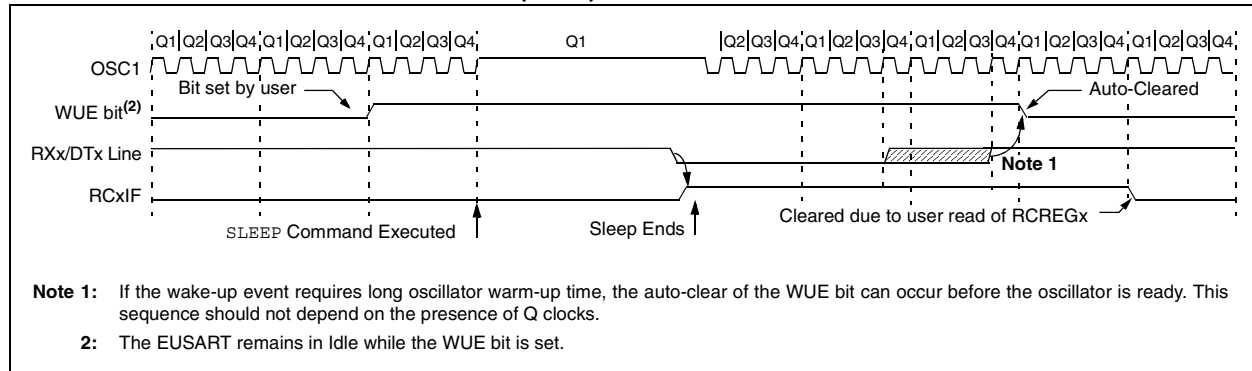 Q1 Q2 Q3 Q4 Q1 Q2 Q3 Q4 Q1 Q2 Q3 Q4 Q1 Q2 Q3 Q4 Q1 Q2 Q3 Q4 Q1 Q2 Q3 Q4 Q1 Q2 Q3 Q4 Q1 Q2 Q3 Q4
OSC1
Bit set by user
Auto-Cleared
WUE bit(2)
RXx/DTx Line
Note 1
RCxIF
Cleared due to user read of RCREGx
SLEEP Command Executed
Sleep Ends
Note 1: If the wake-up event requires long oscillator warm-up time, the auto-clear of the WUE bit can occur before the oscillator is ready. This
sequence should not depend on the presence of Q clocks.
2: The EUSART remains in Idle while the WUE bit is set.